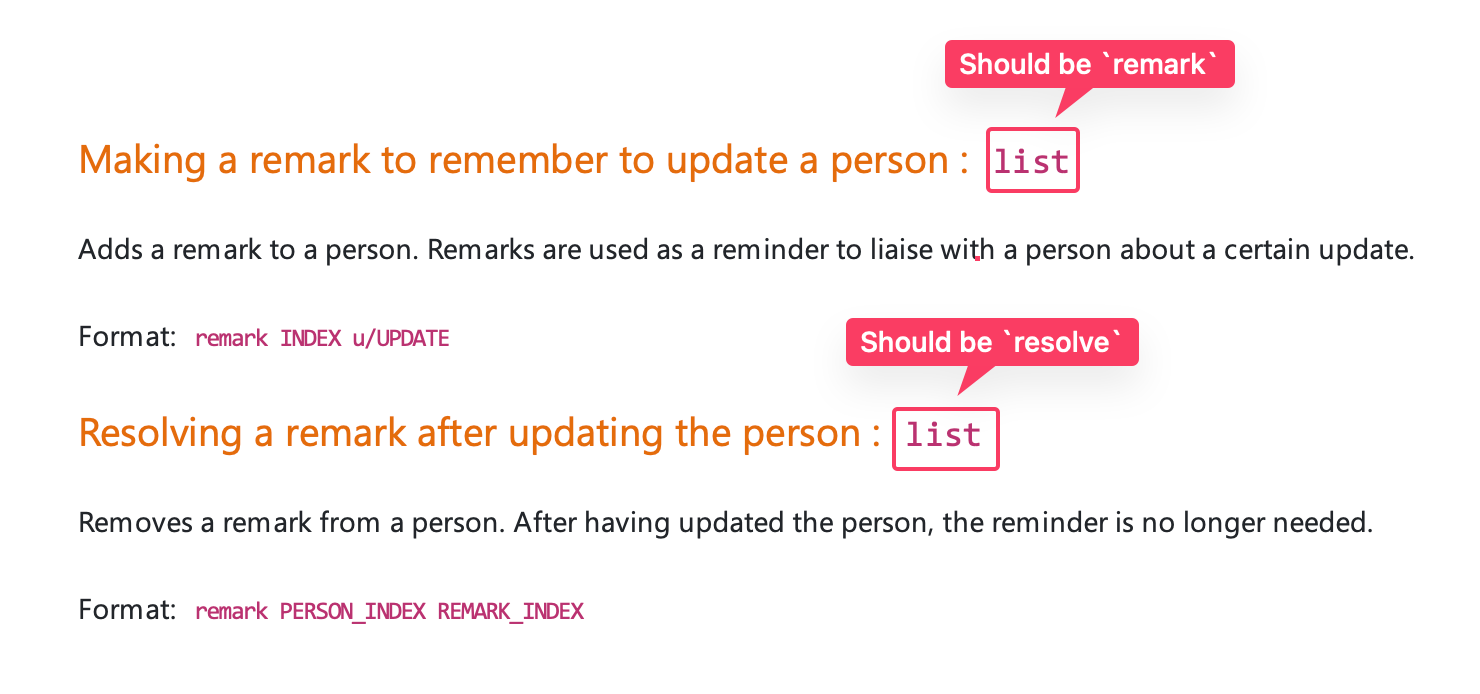 Should be `remark`
Making a remark to remember to update a person : list
Adds a remark to a person. Remarks are used as a reminder to liaise with a person about a certain update.
Format: remark INDEX u/UPDATE
Should be `resolve`
Resolving a remark after updating the person : list
Removes a remark from a person. After having updated the person, the reminder is no longer needed.
Format: remark PERSON_INDEX REMARK_INDEX